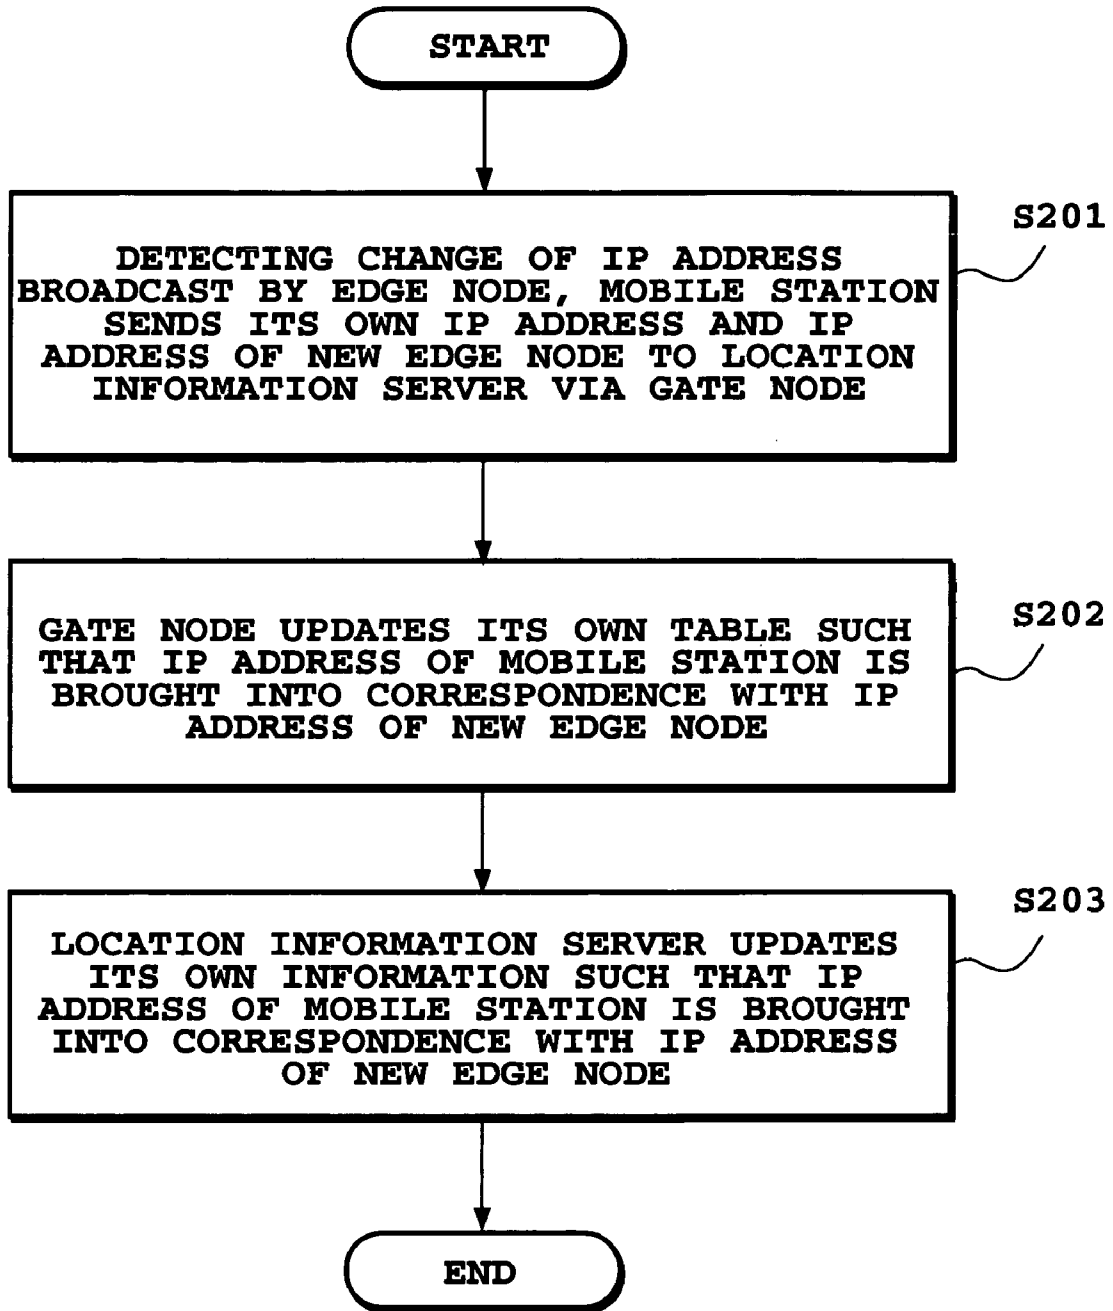 START
S201
DETECTING CHANGE OF IP ADDRESS
BROADCAST BY EDGE NODE, MOBILE STATION
SENDS ITS OWN IP ADDRESS AND IP
ADDRESS OF NEW EDGE NODE TO LOCATION
INFORMATION SERVER VIA GATE NODE
S202
GATE NODE UPDATES ITS OWN TABLE SUCH
THAT IP ADDRESS OF MOBILE STATION IS
BROUGHT INTO CORRESPONDENCE WITH IP
ADDRESS OF NEW EDGE NODE
S203
LOCATION INFORMATION SERVER UPDATES
ITS OWN INFORMATION SUCH THAT IP
ADDRESS OF MOBILE STATION IS BROUGHT
INTO CORRESPONDENCE WITH IP ADDRESS
OF NEW EDGE NODE
END